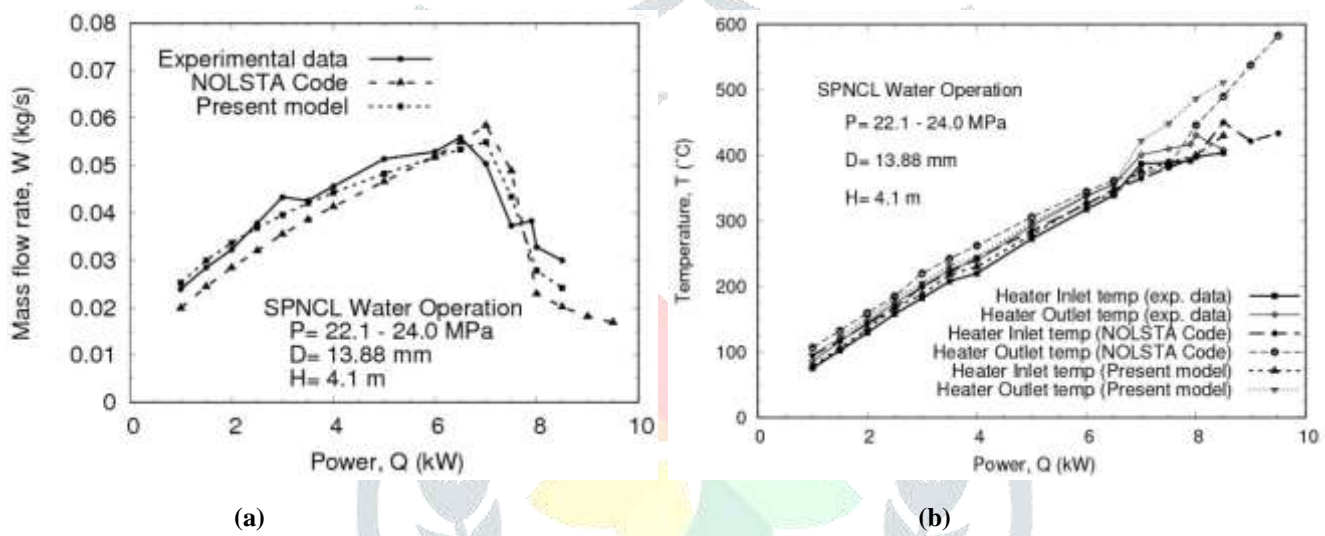 0.08
0.07
0.06
0.05
0.04
0.03
0.02
0.01
0
Mass flow rate, W (kg/s)
Experimental data
NOLSTA Code
Present model
SPNCL Water Operation
P= 22.1 - 24.0 MPa
D= 13.88 mm
H= 4.1 m
0 2 4 6 8 10
Power, Q (kW)
(a)
600
500
400
300
200
100
0
Temperature, T (°C)
SPNCL Water Operation
P= 22.1 - 24.0 MPa
D= 13.88 mm
H= 4.1 m
Heater Inlet temp (exp. data)
Heater Outlet temp (exp. data)
Heater Inlet temp (NOLSTA Code)
Heater Outlet temp (NOLSTA Code)
Heater Inlet temp (Present model)
Heater Outlet temp (Present model)
0 2 4 6 8 10
Power, Q (kW)
(b)